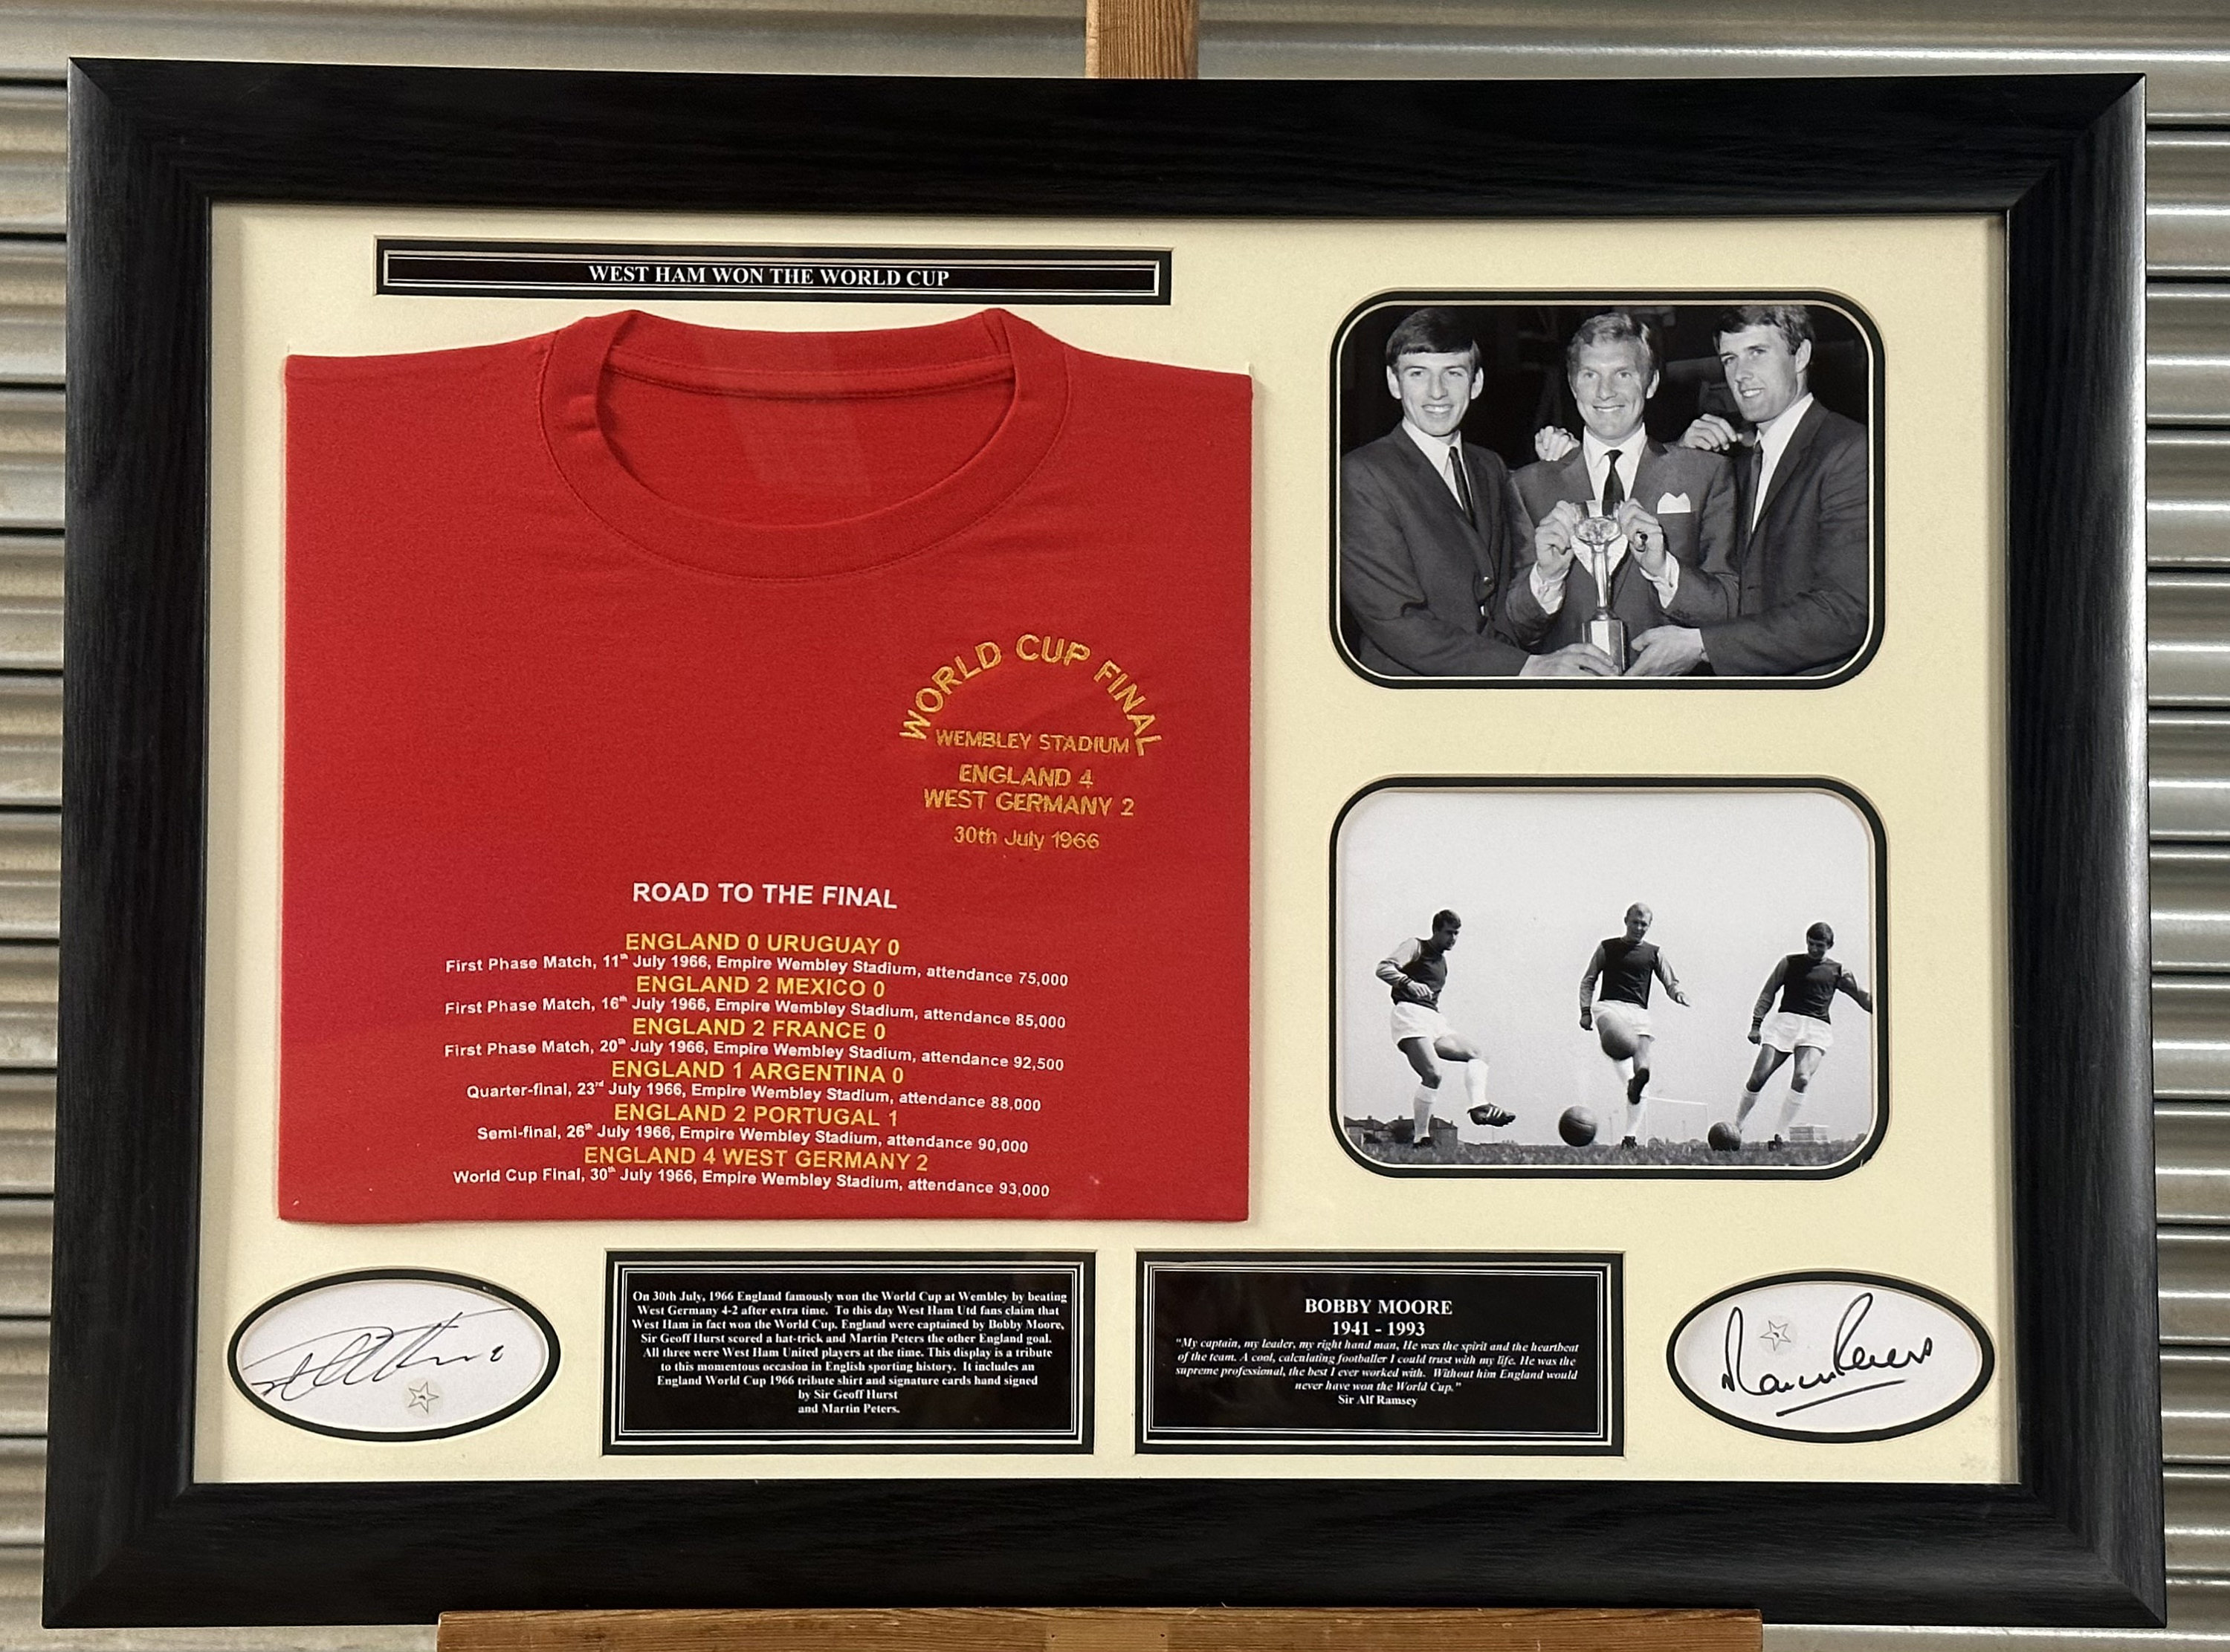 WEST HAM WON THE WORLD CUP
WORLD CUP FINAL
WEMBLEY STADIUM
ENGLAND 4
WEST GERMANY 2
30th July 1966
ROAD TO THE FINAL
ENGLAND 0 URUGUAY 0
First Phase Match, 11th July 1966, Empire Wembley Stadium, attendance 75,000
ENGLAND 2 MEXICO 0
First Phase Match, 16th July 1966, Empire Wembley Stadium, attendance 85,000
ENGLAND 2 FRANCE 0
First Phase Match, 20th July 1966, Empire Wembley Stadium, attendance 92,500
ENGLAND 1 ARGENTINA 0
Quarter-final, 23rd July 1966, Empire Wembley Stadium, attendance 88,000
ENGLAND 2 PORTUGAL 1
Semi-final, 26th July 1966, Empire Wembley Stadium, attendance 90,000
ENGLAND 4 WEST GERMANY 2
World Cup Final, 30th July 1966, Empire Wembley Stadium, attendance 93,000
On 30th July, 1966 England famously won the World Cup at Wembley by beating
West Germany 4-2 after extra time. To this day West Ham Utd fans claim that
West Ham in fact won the World Cup. England were captained by Bobby Moore,
Sir Geoff Hurst scored a hat-trick and Martin Peters the other England goal.
All three were West Ham United players at the time. This display is a tribute
to this momentous occasion in English sporting history. It includes an
England World Cup 1966 tribute shirt and signature cards hand signed
by Sir Geoff Hurst
and Martin Peters.
BOBBY MOORE
1941 - 1993
"My captain, my leader, my right hand man, He was the spirit and the heartbeat
of the team. A cool, calculating footballer I could trust with my life. He was the
supreme professional, the best I ever worked with. Without him England would
never have won the World Cup."
Sir Alf Ramsey
Martin Peters